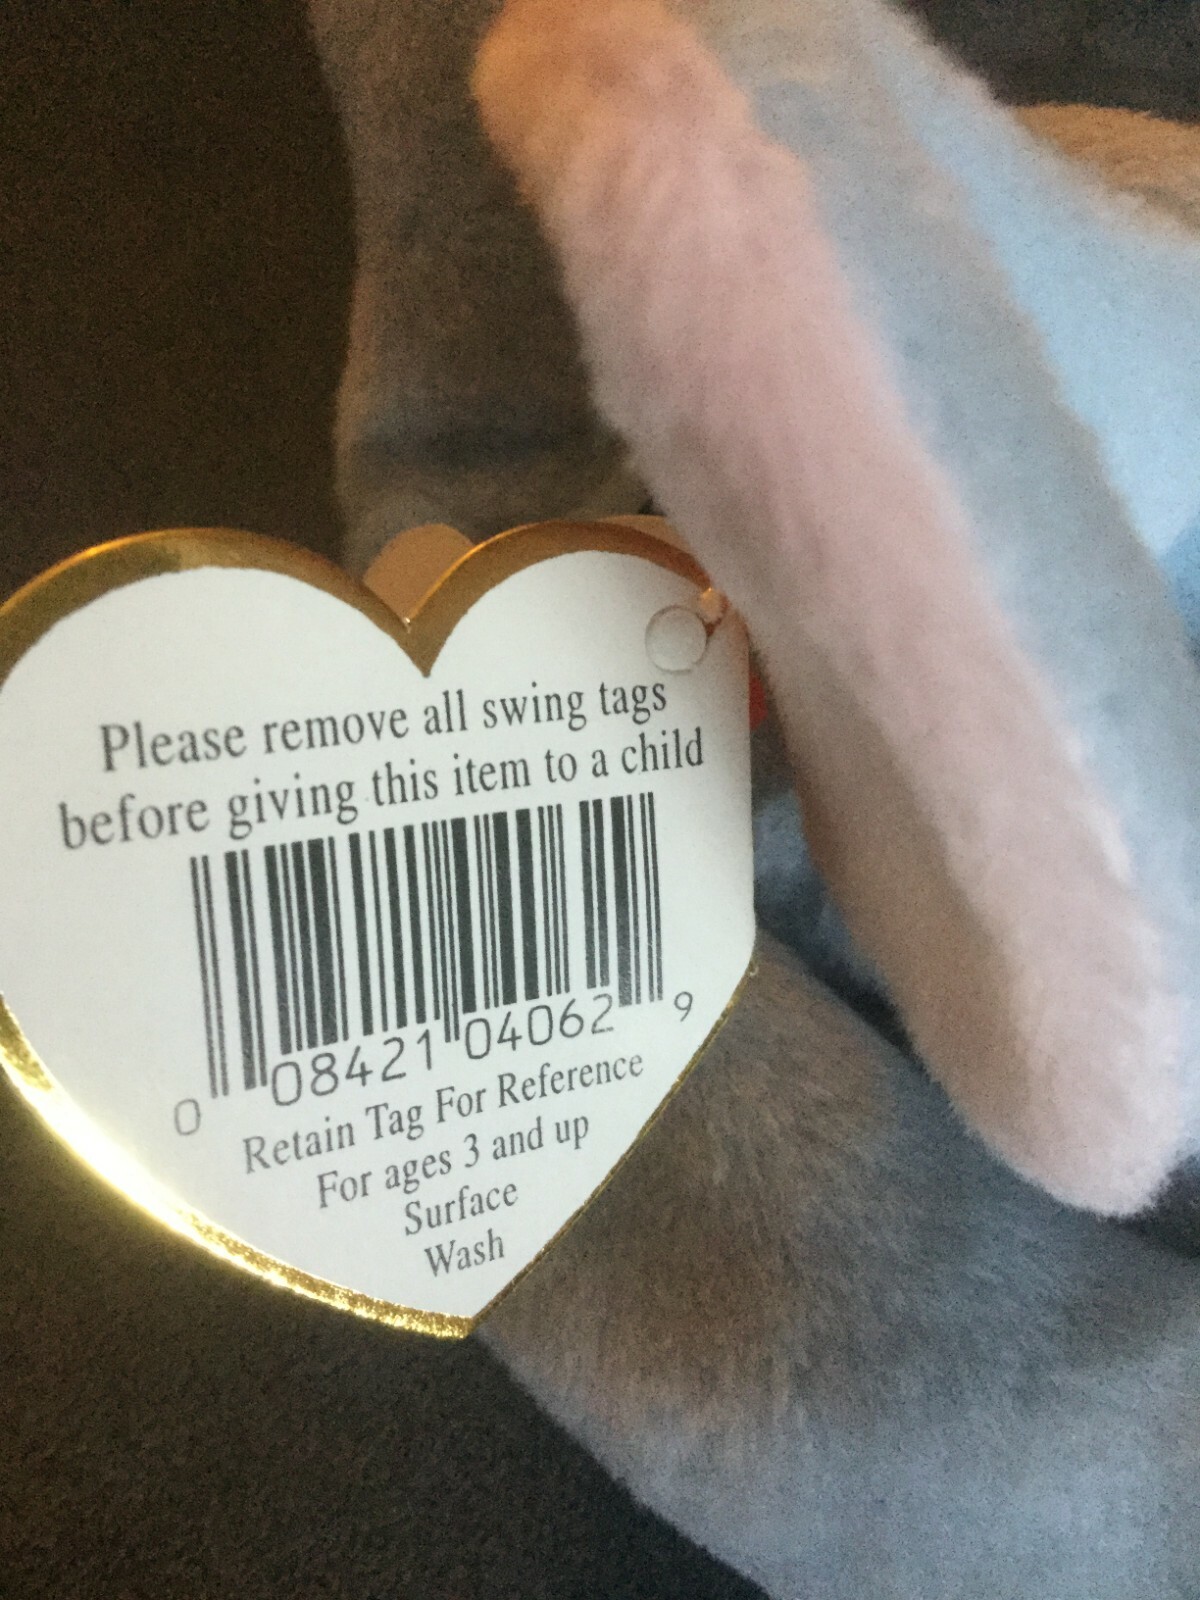 Please remove all swing tags
before giving this item to a child
0 08421 04062 9
Retain Tag For Reference
For ages 3 and up
Surface
Wash